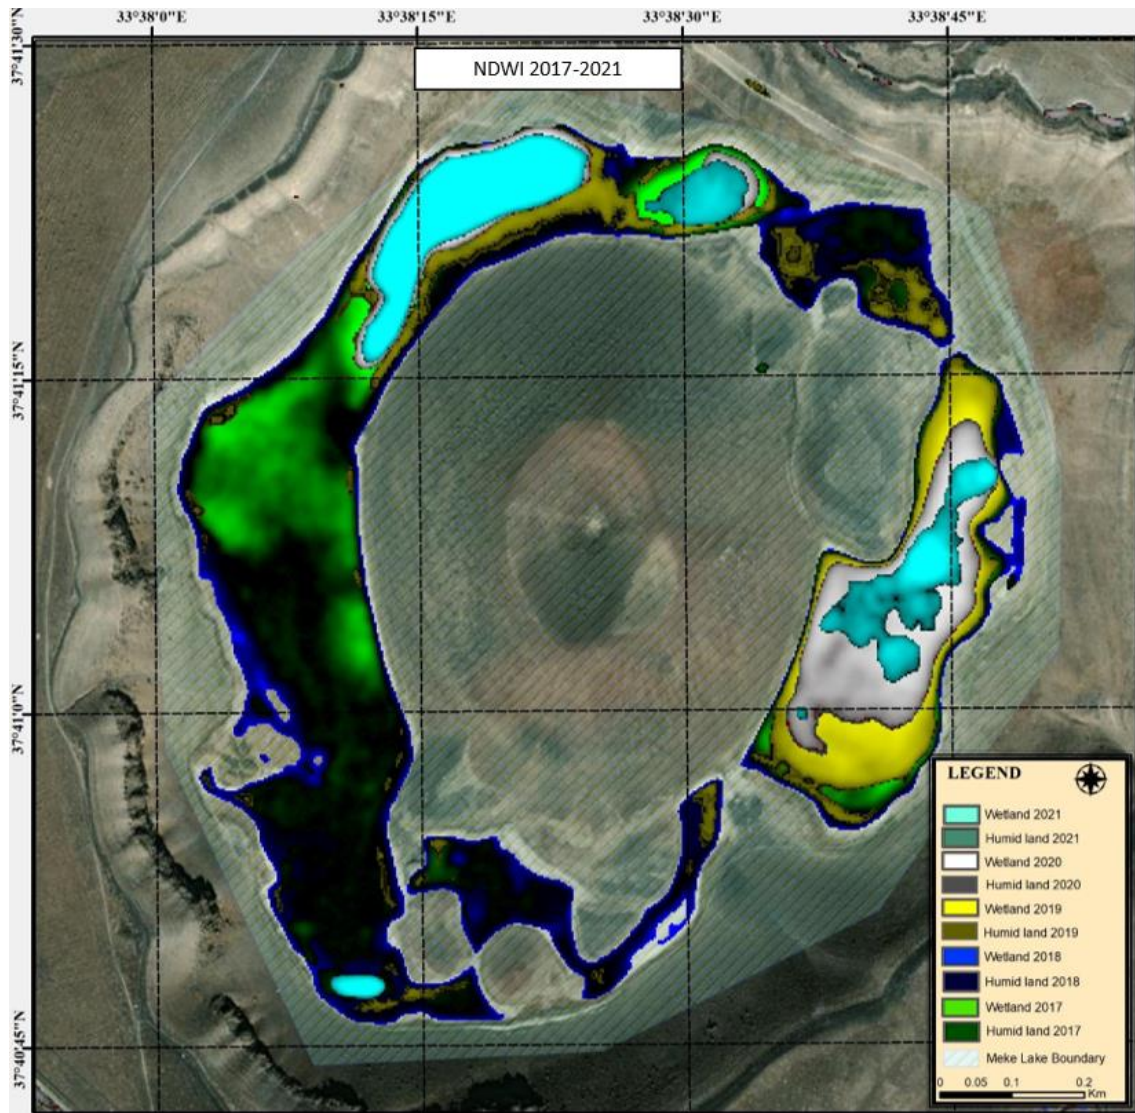 33°38'0"E 33°38'15"E 33°38'30"E 33°38'45"E
37°41'30"N
NDWI 2017-2021
37°41'15"N
37°41'0"N
37°40'45"N
LEGEND
Wetland 2021
Humid land 2021
Wetland 2020
Humid land 2020
Wetland 2019
Humid land 2019
Wetland 2018
Humid land 2018
Wetland 2017
Humid land 2017
Meke Lake Boundary
0 0.05 0.1 0.2
Km